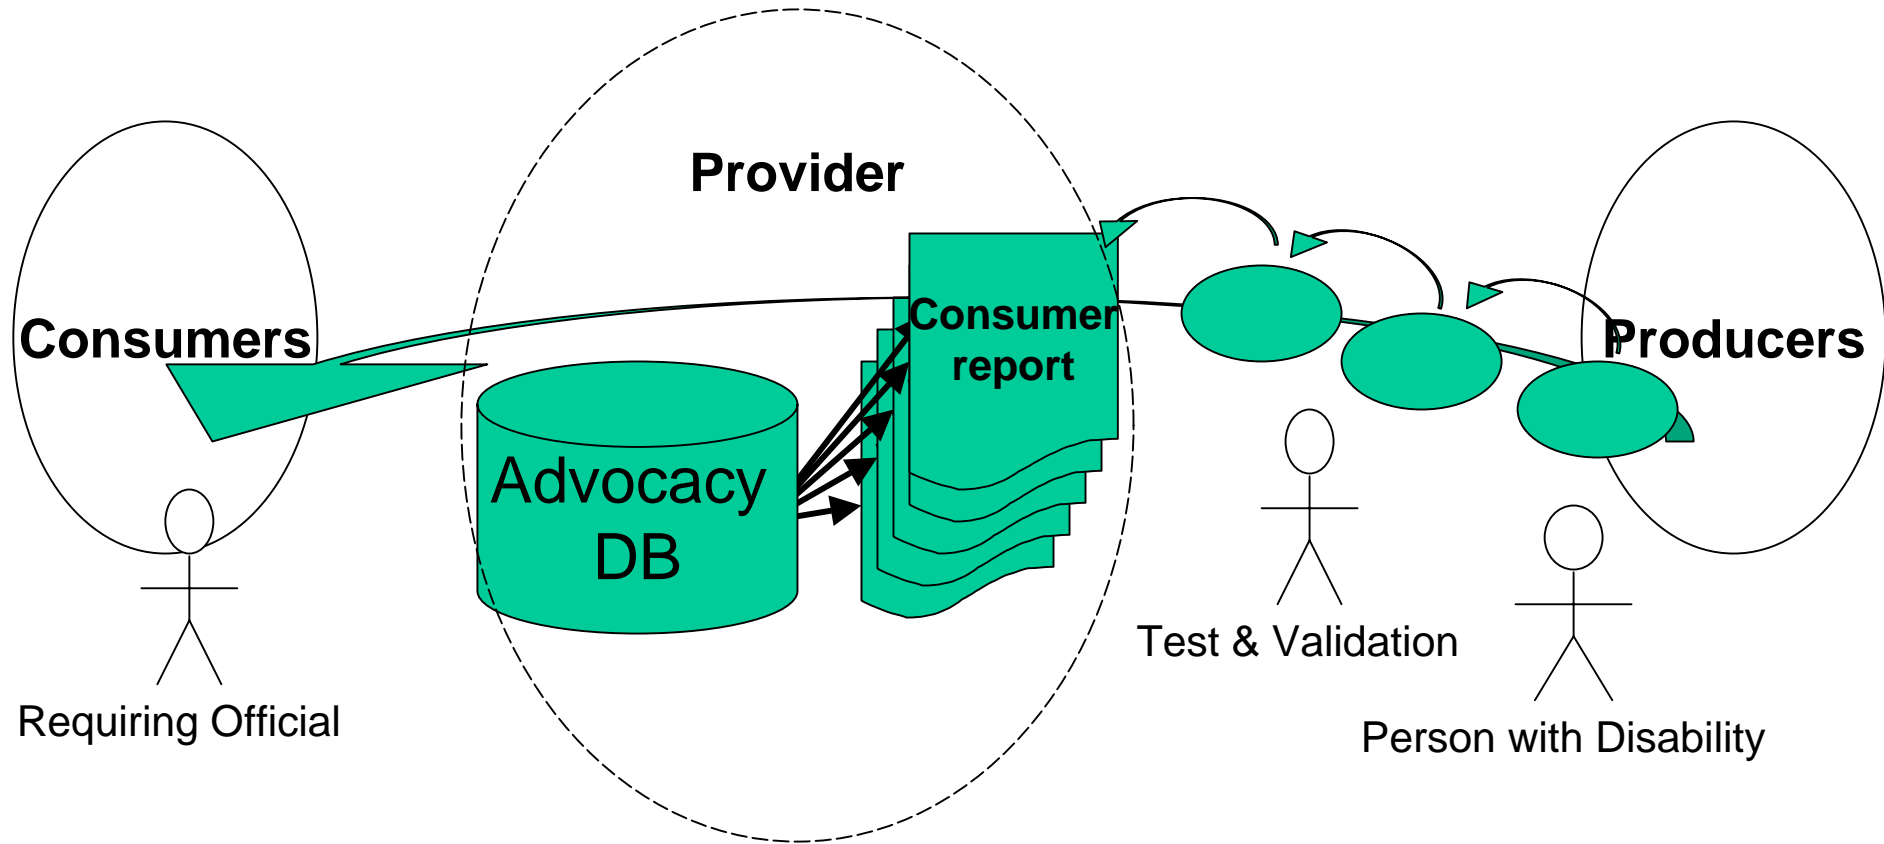 Provider
Consumers
Consumer
report
Producers
Advocacy
DB
Test & Validation
Requiring Official
Person with Disability